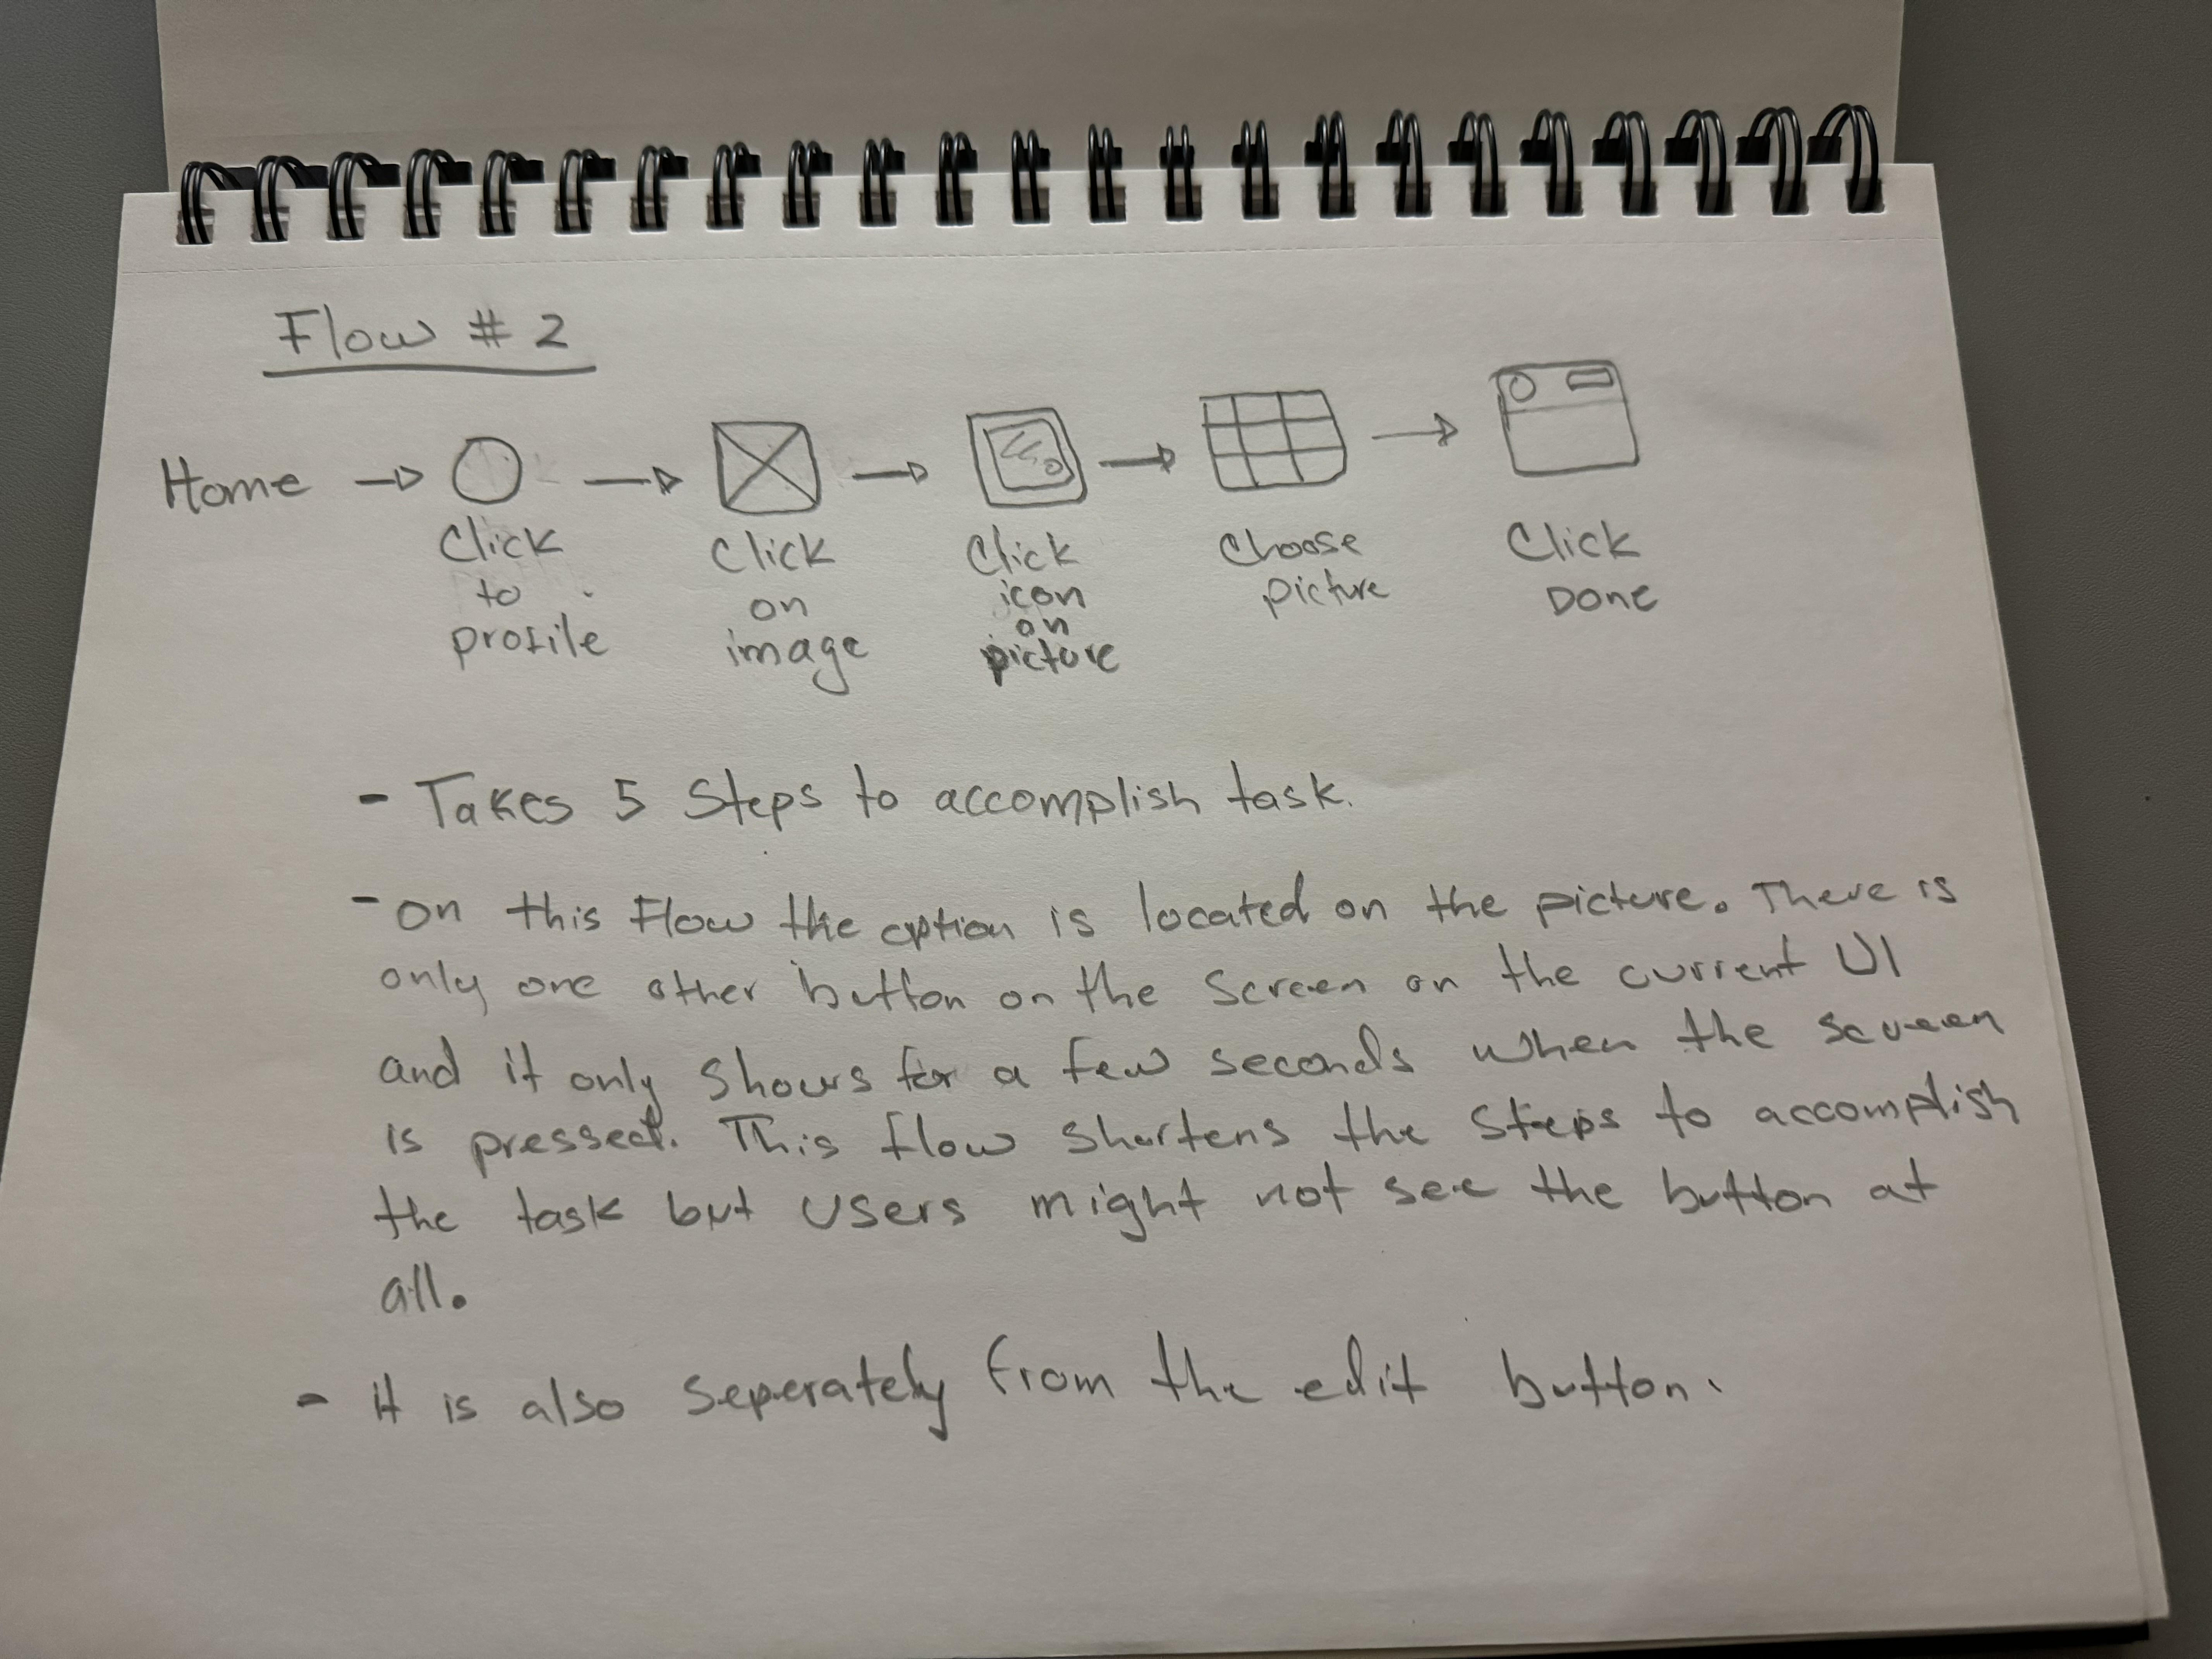 Flow # 2
Home
Click to profile
Click on image
Click icon on picture
Choose picture
Click Done
- Takes 5 Steps to accomplish task.
- on this Flow the option is located on the picture. There is
only one other button on the screen on the current UI
and it only shows for a few seconds when the screen
is pressed. This flow shortens the steps to accomplish
the task but users might not see the button at
all.
- it is also seperately from the edit button.